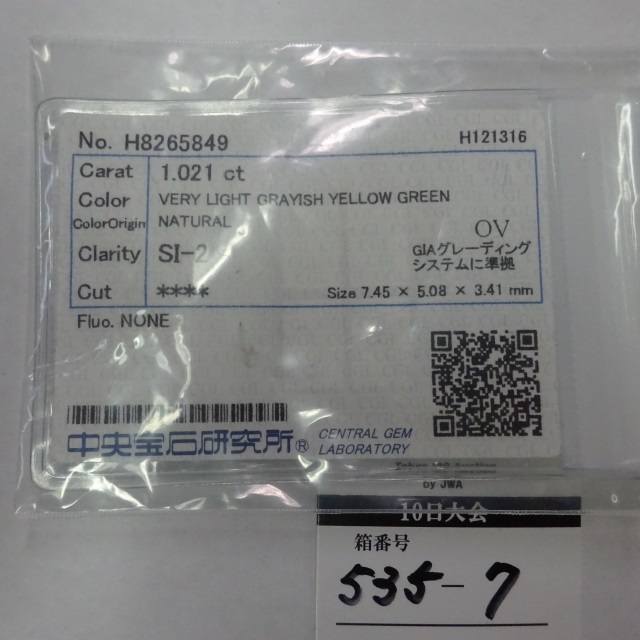 No. H8265849 H121316
Carat 1.021 ct
Color VERY LIGHT GRAYISH YELLOW GREEN
ColorOrigin NATURAL OV
Clarity SI-2 GIAグレーディング
システムに準拠
Cut **** Size 7.45 × 5.08 × 3.41 mm
Fluo. NONE
中央宝石研究所® CENTRAL GEM
LABORATORY
by JWA
10日大会
箱番号
535-7